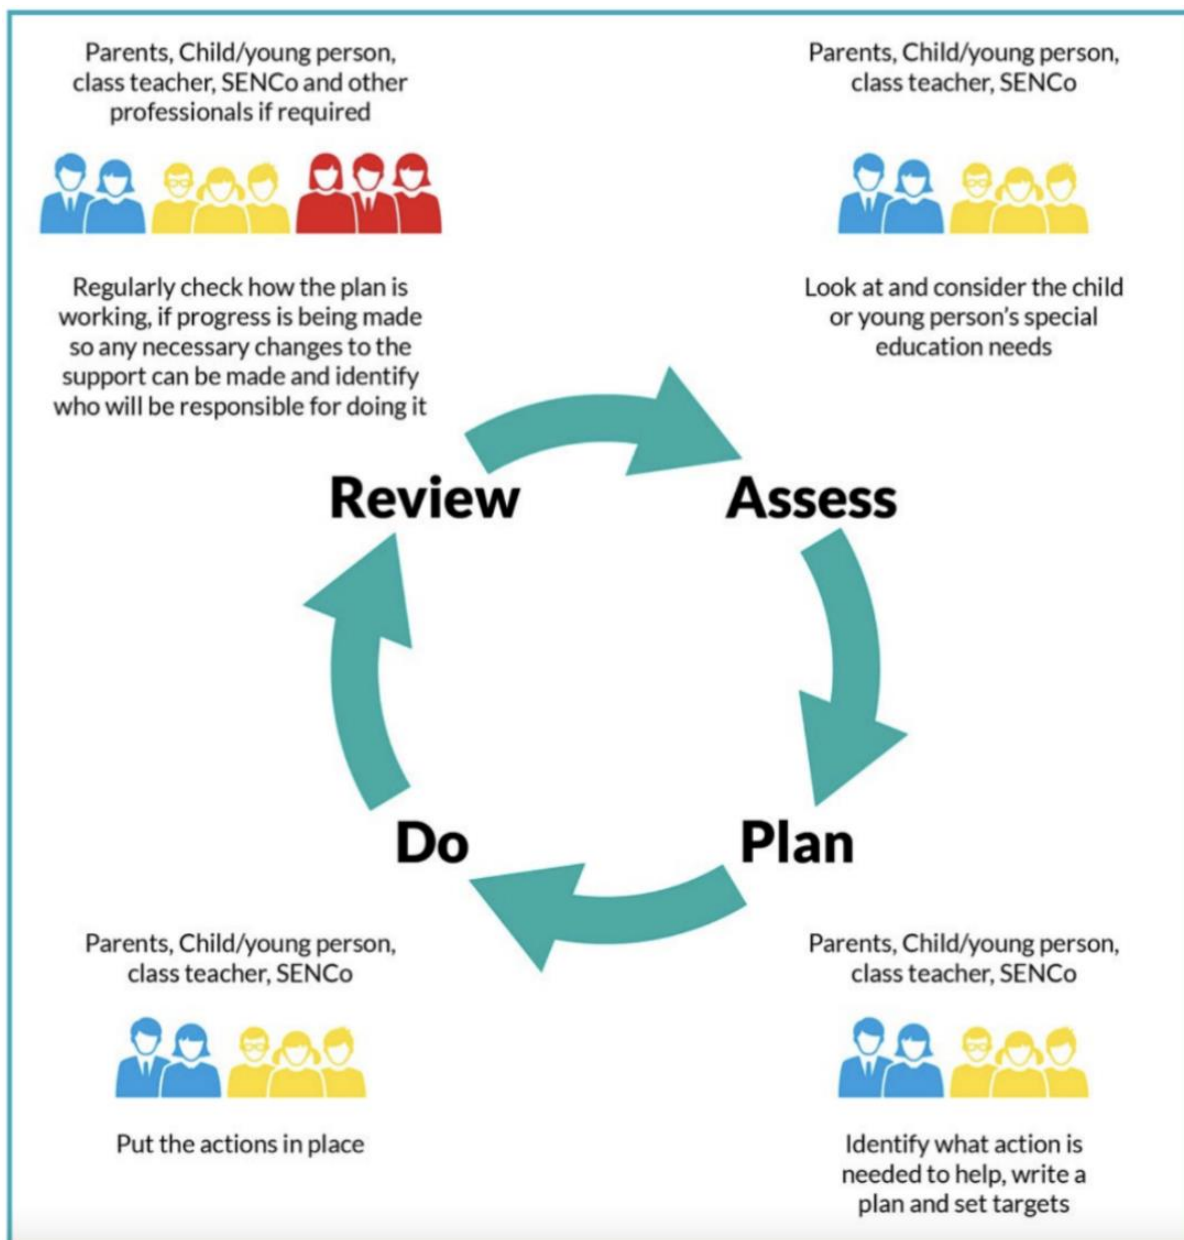 Parents, Child/young person,
class teacher, SENCo and other
professionals if required
Regularly check how the plan is
working, if progress is being made
so any necessary changes to the
support can be made and identify
who will be responsible for doing it
Parents, Child/young person,
class teacher, SENCo
Look at and consider the child
or young person’s special
education needs
Review
Assess
Do
Plan
Parents, Child/young person,
class teacher, SENCo
Put the actions in place
Parents, Child/young person,
class teacher, SENCo
Identify what action is
needed to help, write a
plan and set targets